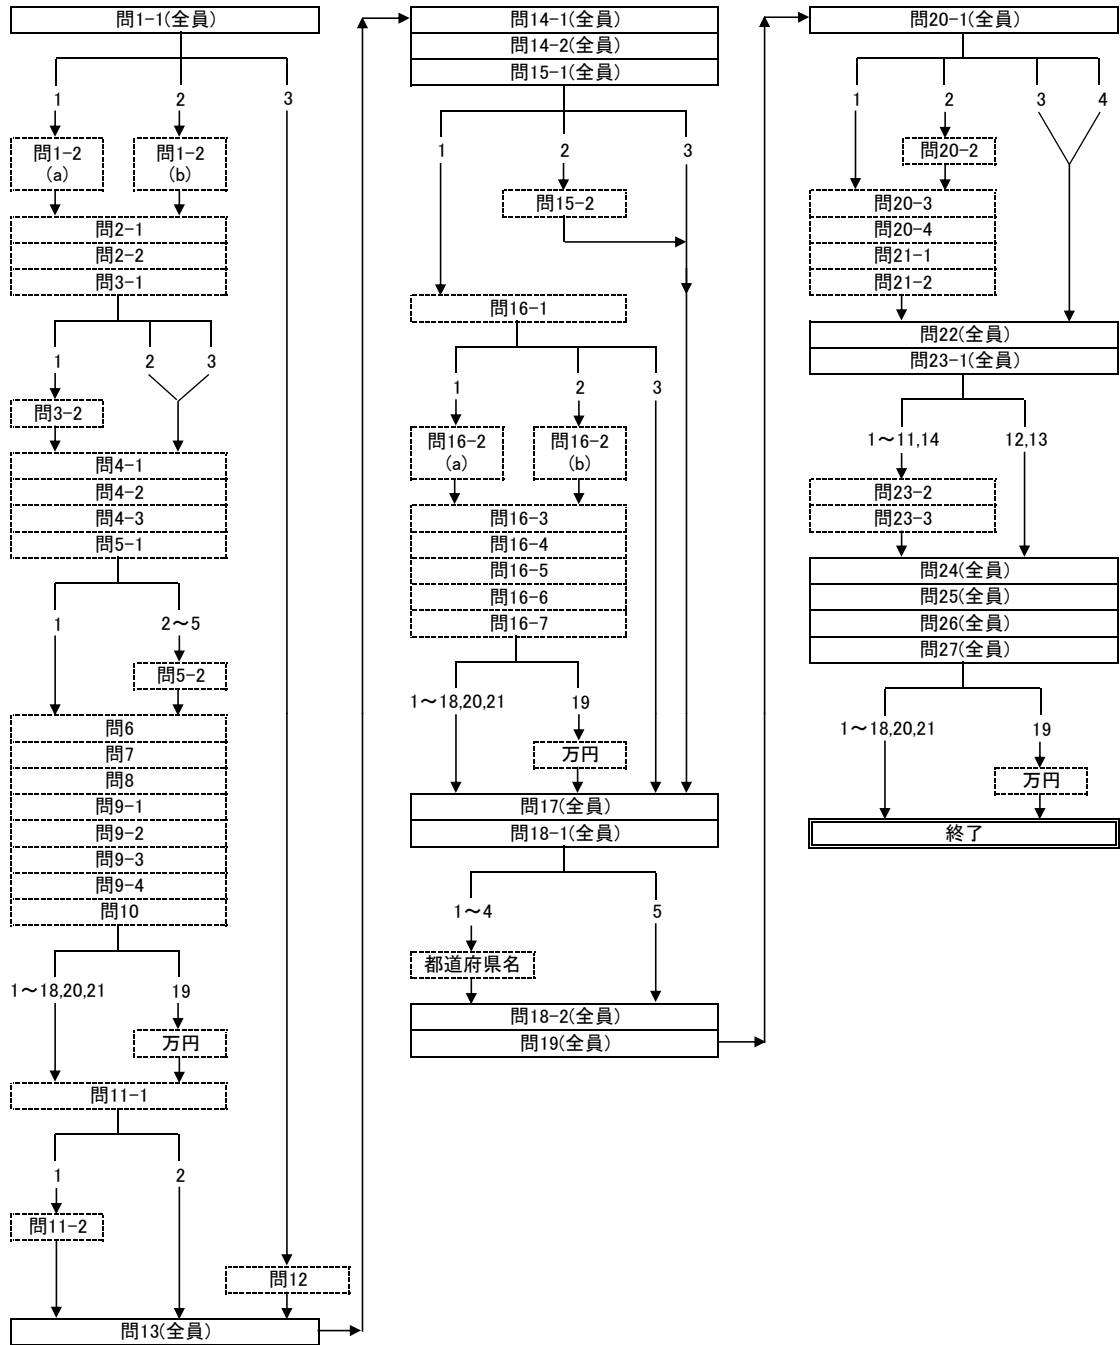 問1-1(全員)
1
2
3
問1-2
(a)
問1-2
(b)
問2-1
問2-2
問3-1
1
2
3
問3-2
問4-1
問4-2
問4-3
問5-1
1
2～5
問5-2
問6
問7
問8
問9-1
問9-2
問9-3
問9-4
問10
1～18,20,21
19
万円
問11-1
1
2
問11-2
問12
問13(全員)
問14-1(全員)
問14-2(全員)
問15-1(全員)
1
2
3
問15-2
問16-1
1
2
3
問16-2
(a)
問16-2
(b)
問16-3
問16-4
問16-5
問16-6
問16-7
1～18,20,21
19
万円
問17(全員)
問18-1(全員)
1～4
5
都道府県名
問18-2(全員)
問19(全員)
問20-1(全員)
1
2
3
4
問20-2
問20-3
問20-4
問21-1
問21-2
問22(全員)
問23-1(全員)
1～11,14
12,13
問23-2
問23-3
問24(全員)
問25(全員)
問26(全員)
問27(全員)
1～18,20,21
19
万円
終了